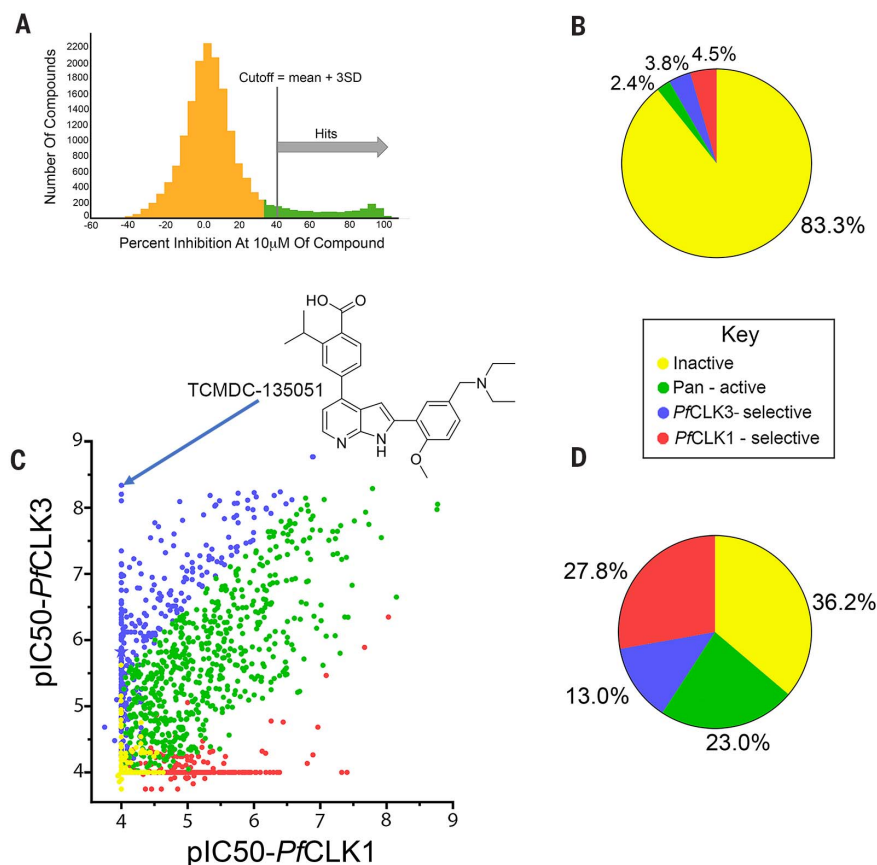 A
Number Of Compounds
2200
2000
1800
1600
1400
1200
1000
800
600
400
200
0
-60
-40
-20
0.0
20
40
60
80
100
Cutoff = mean + 3SD
Hits
Percent Inhibition At 10μM Of Compound
B
2.4%
3.8%
4.5%
83.3%
HO
O
N
N
NH
O
TCMDC-135051
Key
Inactive
Pan - active
PfCLK3- selective
PfCLK1 - selective
C
pIC50-PfCLK3
9
8
7
6
5
4
4
5
6
7
8
9
pIC50-PfCLK1
D
27.8%
36.2%
13.0%
23.0%